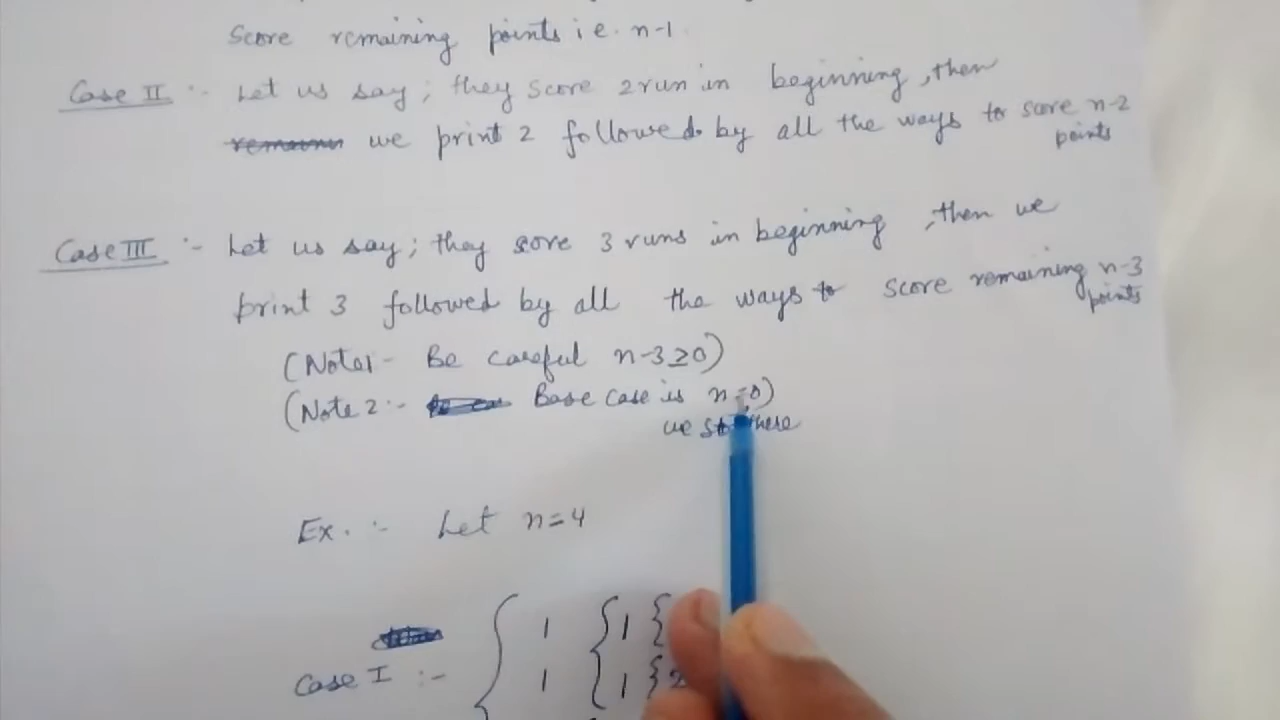 Score remaining points i.e. n-1.
Case II :- Let us say; they score 2 run in beginning, then
we print 2 followed by all the ways to score n-2
points
Case III :- Let us say; they score 3 runs in beginning, then we
print 3 followed by all the ways to score remaining n-3
points
(Note1- Be careful n-3≥0)
(Note 2:- Base case is n=0)
we here
Ex. :- Let n=4
1 { 1 {
Case I :- { 1 { 1 } 2